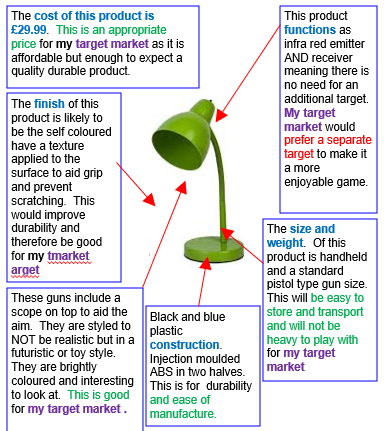 The cost of this product is
£29.99.  This is an appropriate
price for my target market as it is
affordable but enough to expect a
quality durable product.
This product
functions as
infra red emitter
AND receiver
meaning there is
no need for an
additional target.
My target
market would
prefer a separate
target to make it
a more
enjoyable game.
The finish of this
product is likely to
be the self coloured
have a texture
applied to the
surface to aid grip
and prevent
scratching.  This
would improve
durability and
therefore be good
for my tmarket
arget
The size and
weight.  Of this
product is handheld
and a standard
pistol type gun size.
This will be easy to
store and transport
and will not be
heavy to play with
for my target
market
These guns include a
scope on top to aid the
aim.  They are styled to
NOT be realistic but in a
futuristic or toy style.
They are brightly
coloured and interesting
to look at.  This is good
for my target market .
Black and blue
plastic
construction.
Injection moulded
ABS in two halves.
This is for  durability
and ease of
manufacture.